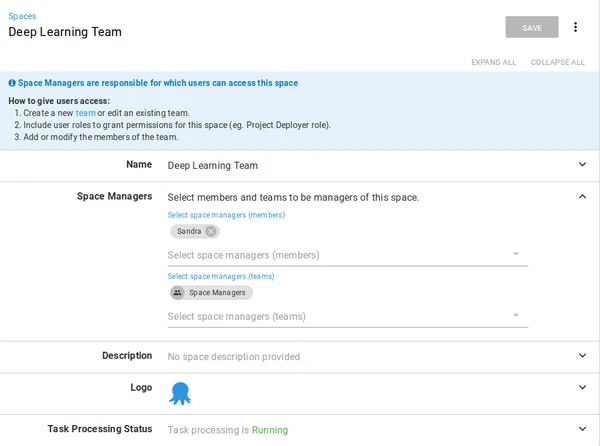 Spaces
Deep Learning Team
SAVE
EXPAND ALL COLLAPSE ALL
Space Managers are responsible for which users can access this space
How to give users access:
1. Create a new team or edit an existing team.
2. Include user roles to grant permissions for this space (eg. Project Deployer role).
3. Add or modify the members of the team.
Name Deep Learning Team
Space Managers Select members and teams to be managers of this space.
Select space managers (members)
Sandra
Select space managers (members)
Select space managers (teams)
Space Managers
Select space managers (teams)
Description No space description provided
Logo
Task Processing Status Task processing is Running